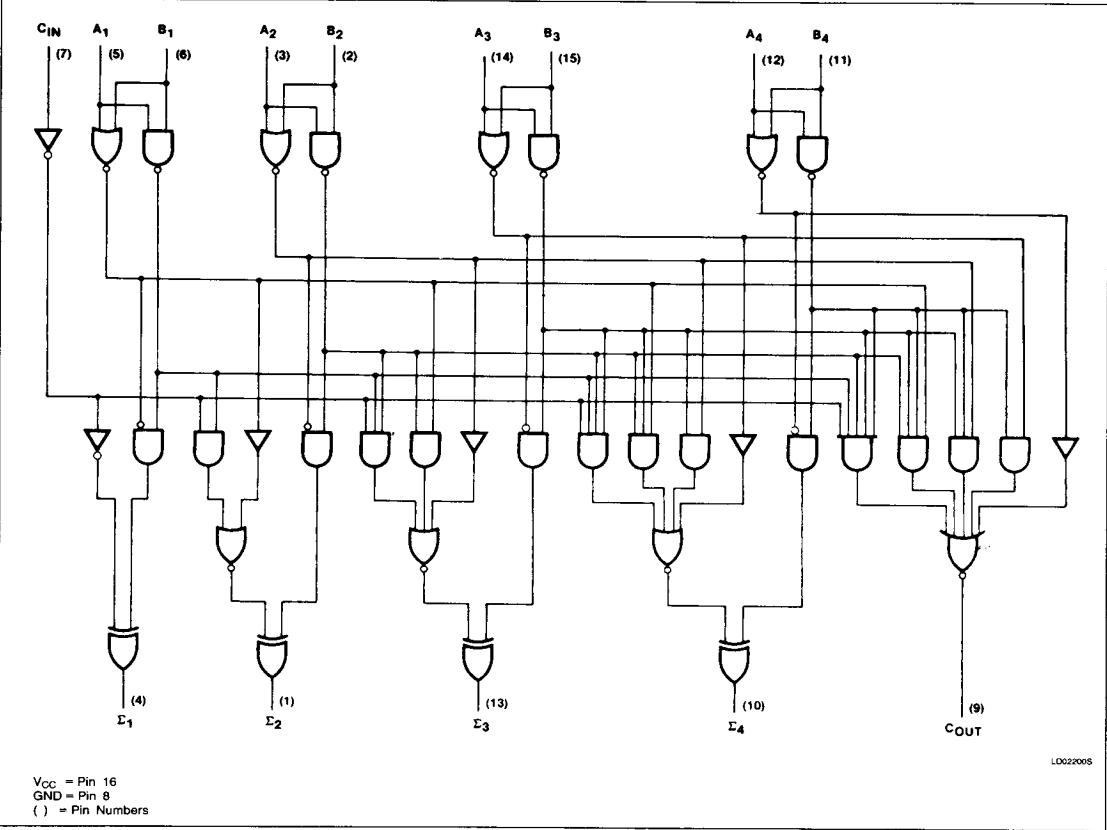 CIN A1 B1 A2 B2 A3 B3 A4 B4
(7) (5) (6) (3) (2) (14) (15) (12) (11)
(4) (1) (13) (10) (9)
Σ1 Σ2 Σ3 Σ4 COUT
LD02200S
VCC = Pin 16
GND = Pin 8
( ) = Pin Numbers